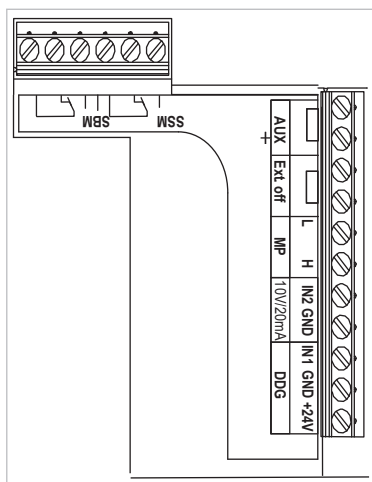 SBM
SSM
AUX
+
Ext off
L
MP
H
10V/20mA
IN2 GND
DDG
IN1 GND +24V